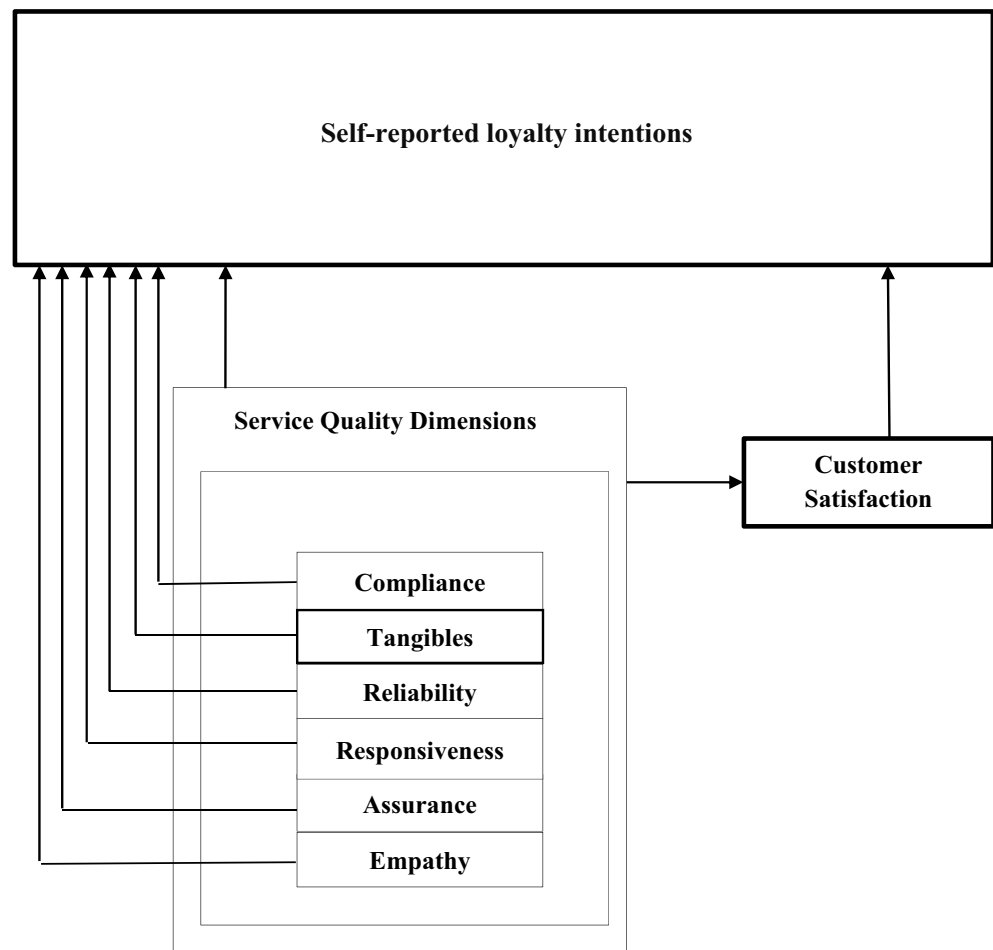 Self-reported loyalty intentions
Service Quality Dimensions
Customer
Satisfaction
Compliance
Tangibles
Reliability
Responsiveness
Assurance
Empathy